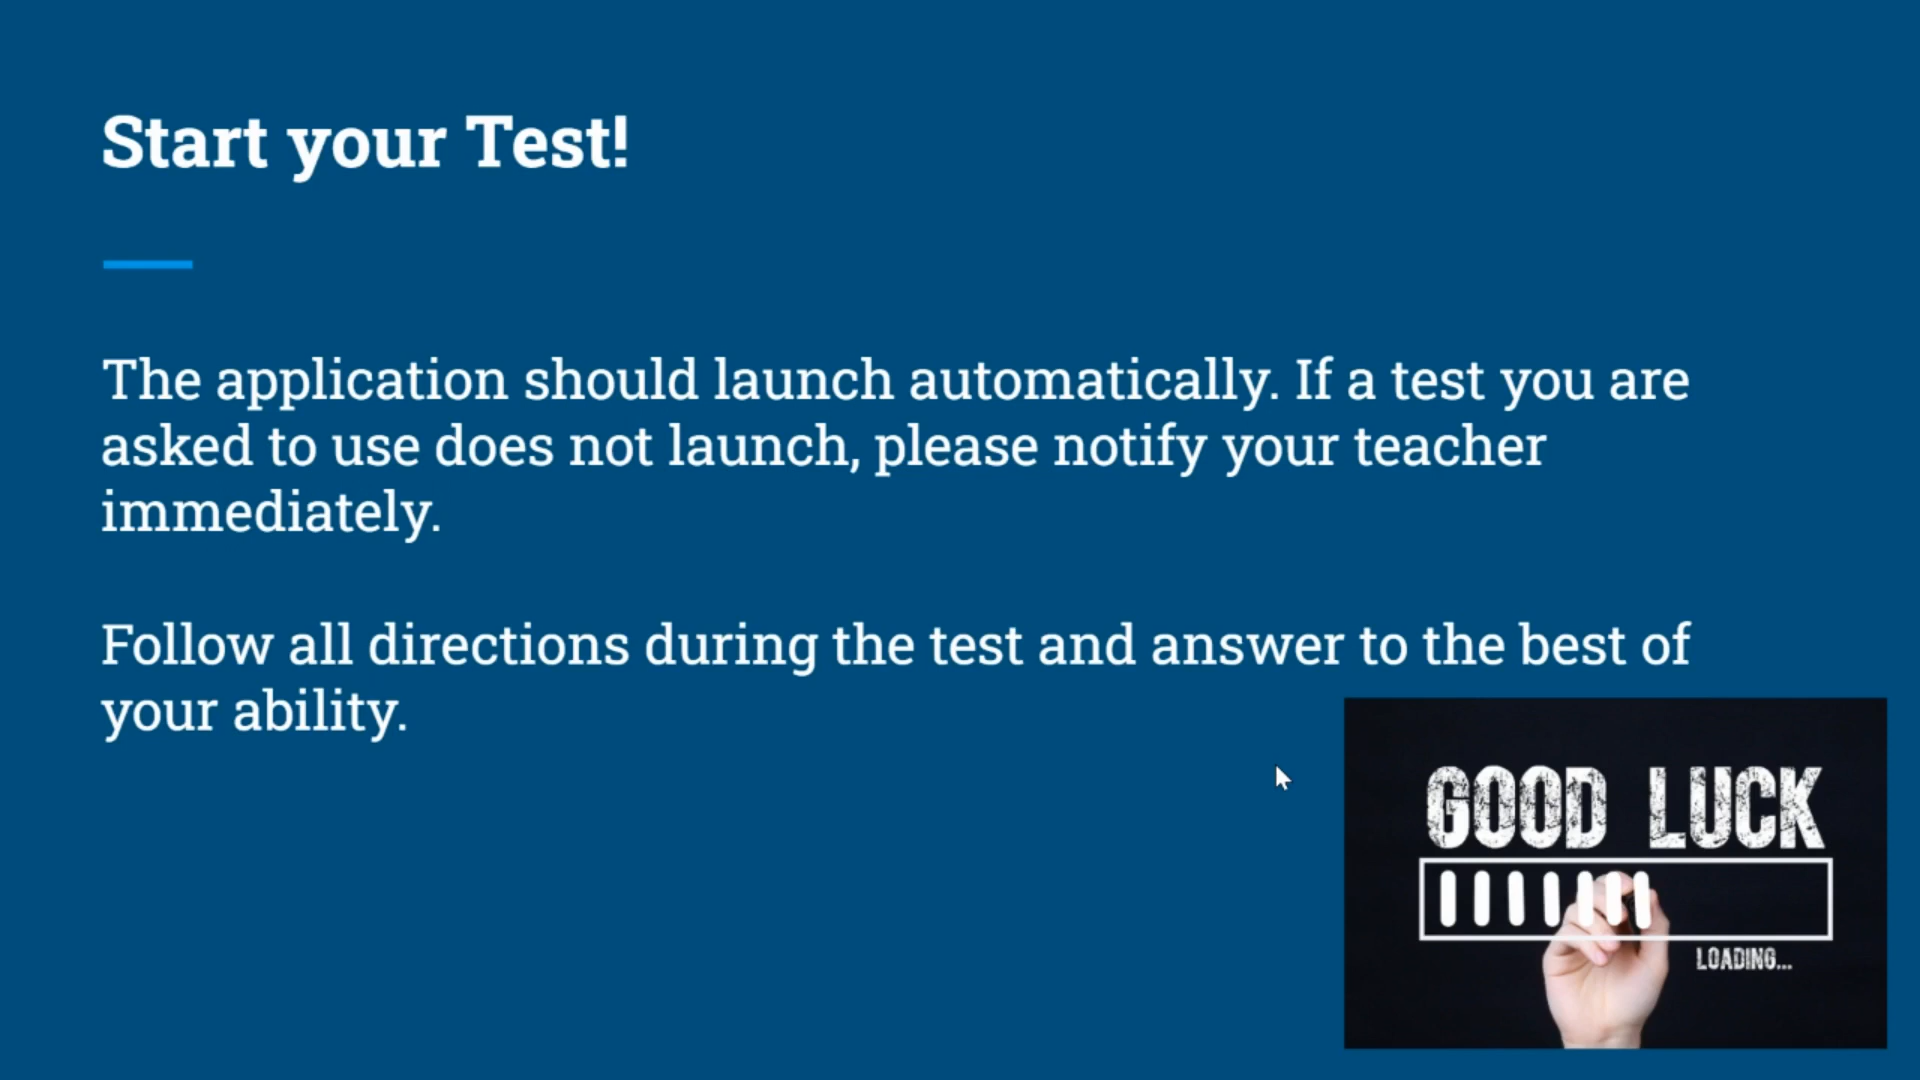 Start your Test!
The application should launch automatically. If a test you are
asked to use does not launch, please notify your teacher
immediately.
Follow all directions during the test and answer to the best of
your ability.
GOOD LUCK
LOADING...